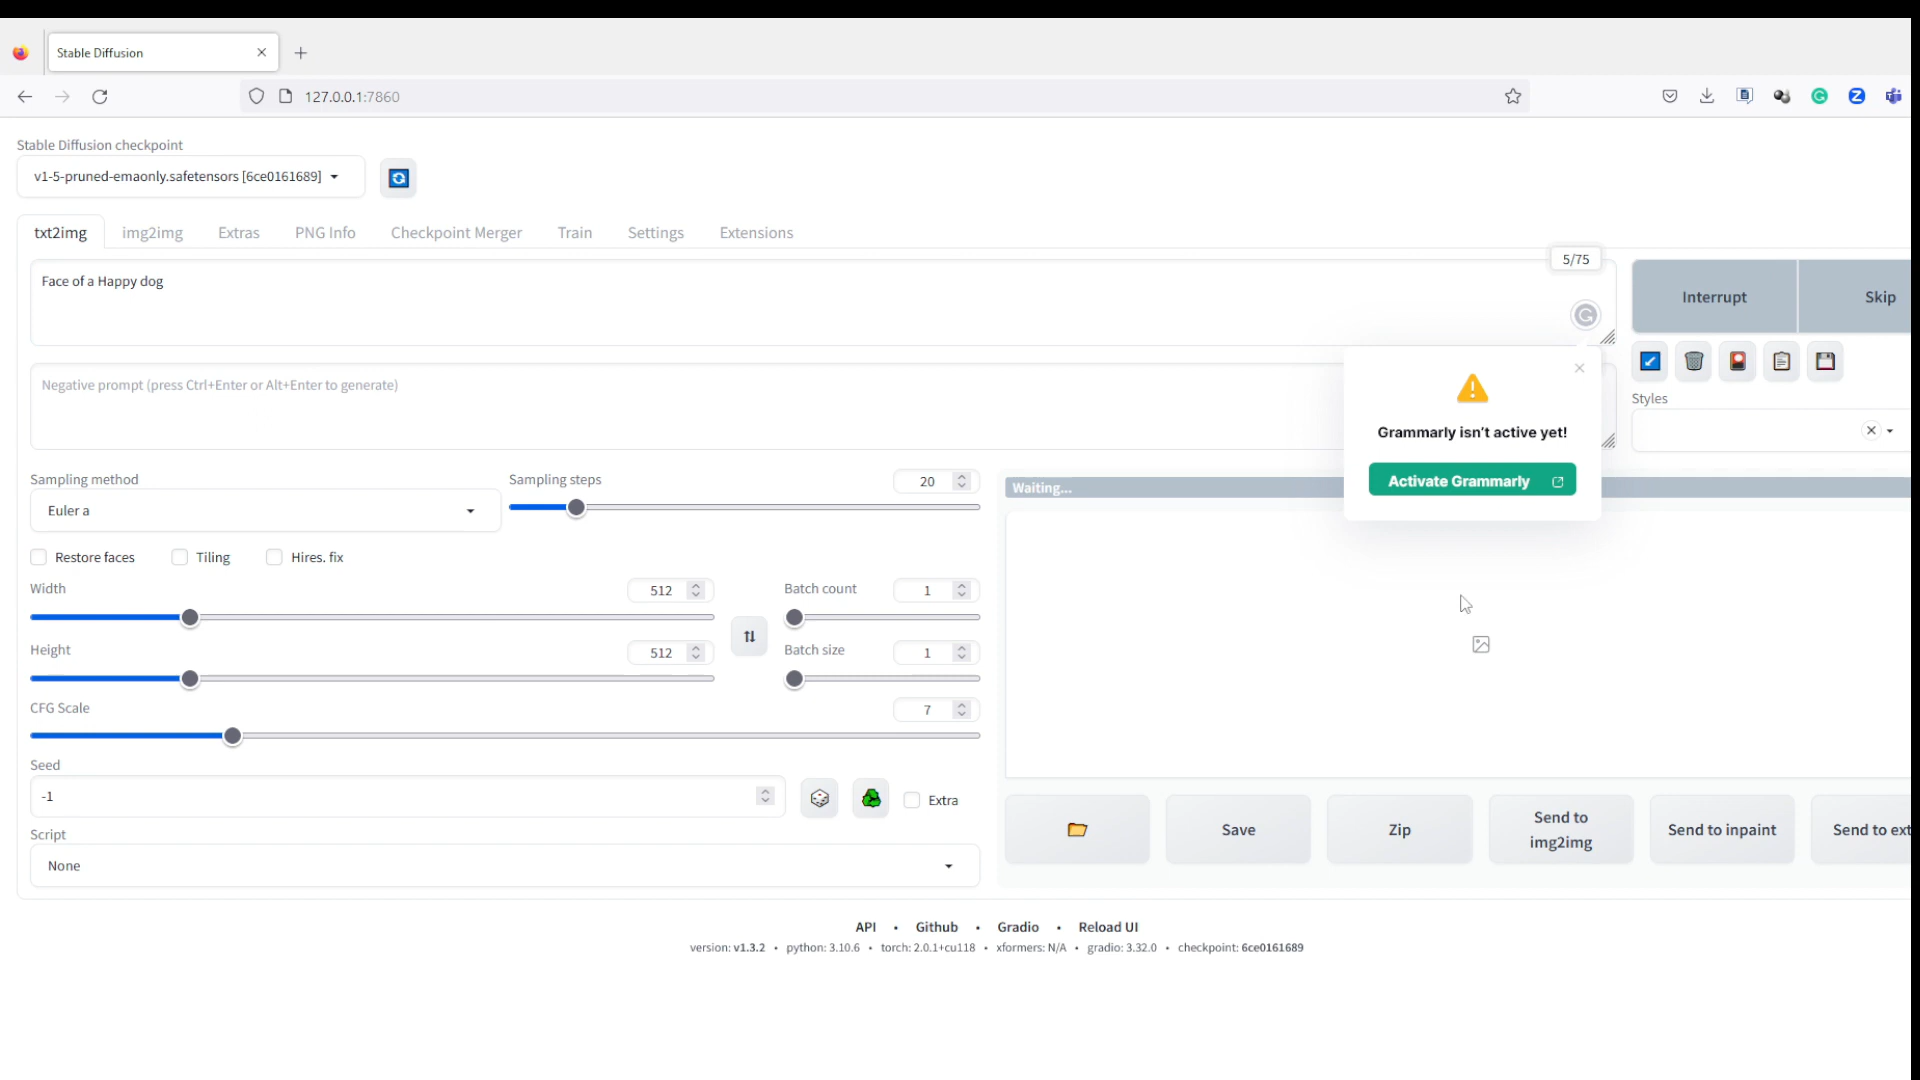 Stable Diffusion
127.0.0.1:7860
Stable Diffusion checkpoint
v1-5-pruned-emaonly.safetensors [6ce0161689]
txt2img img2img Extras PNG Info Checkpoint Merger Train Settings Extensions
5/75
Face of a Happy dog
Interrupt Skip
Negative prompt (press Ctrl+Enter or Alt+Enter to generate)
Grammarly isn't active yet!
Activate Grammarly
Styles
Sampling method
Euler a
Sampling steps
20
Waiting...
Restore faces Tiling Hires. fix
Width
512
Batch count
1
Height
512
Batch size
1
CFG Scale
7
Seed
-1
Extra
Script
None
Save
Zip
Send to
img2img
Send to inpaint
Send to ext
API • Github • Gradio • Reload UI
version: v1.3.2 • python: 3.10.6 • torch: 2.0.1+cu118 • xformers: N/A • gradio: 3.32.0 • checkpoint: 6ce0161689